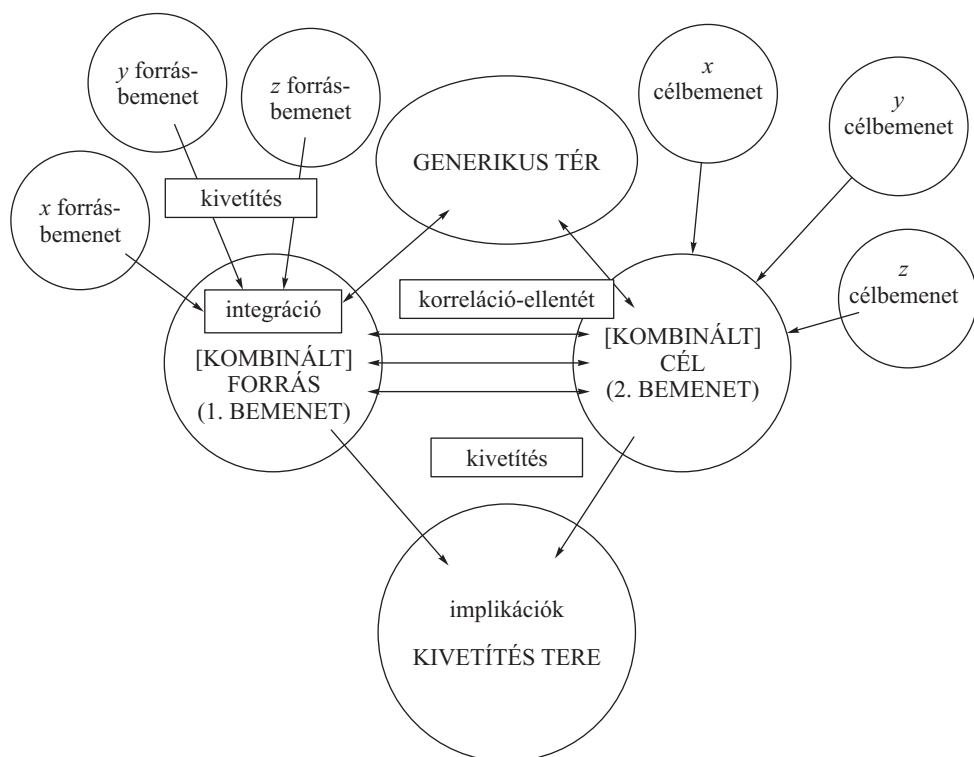 y forrás-
bemenet
z forrás-
bemenet
x forrás-
bemenet
kivetítés
GENERIKUS TÉR
x
célbemenet
y
célbemenet
z
célbemenet
integráció
korreláció-ellentét
[KOMBINÁLT]
FORRÁS
(1. BEMENET)
[KOMBINÁLT]
CÉL
(2. BEMENET)
kivetítés
implikációk
KIVETÍTÉS TERE